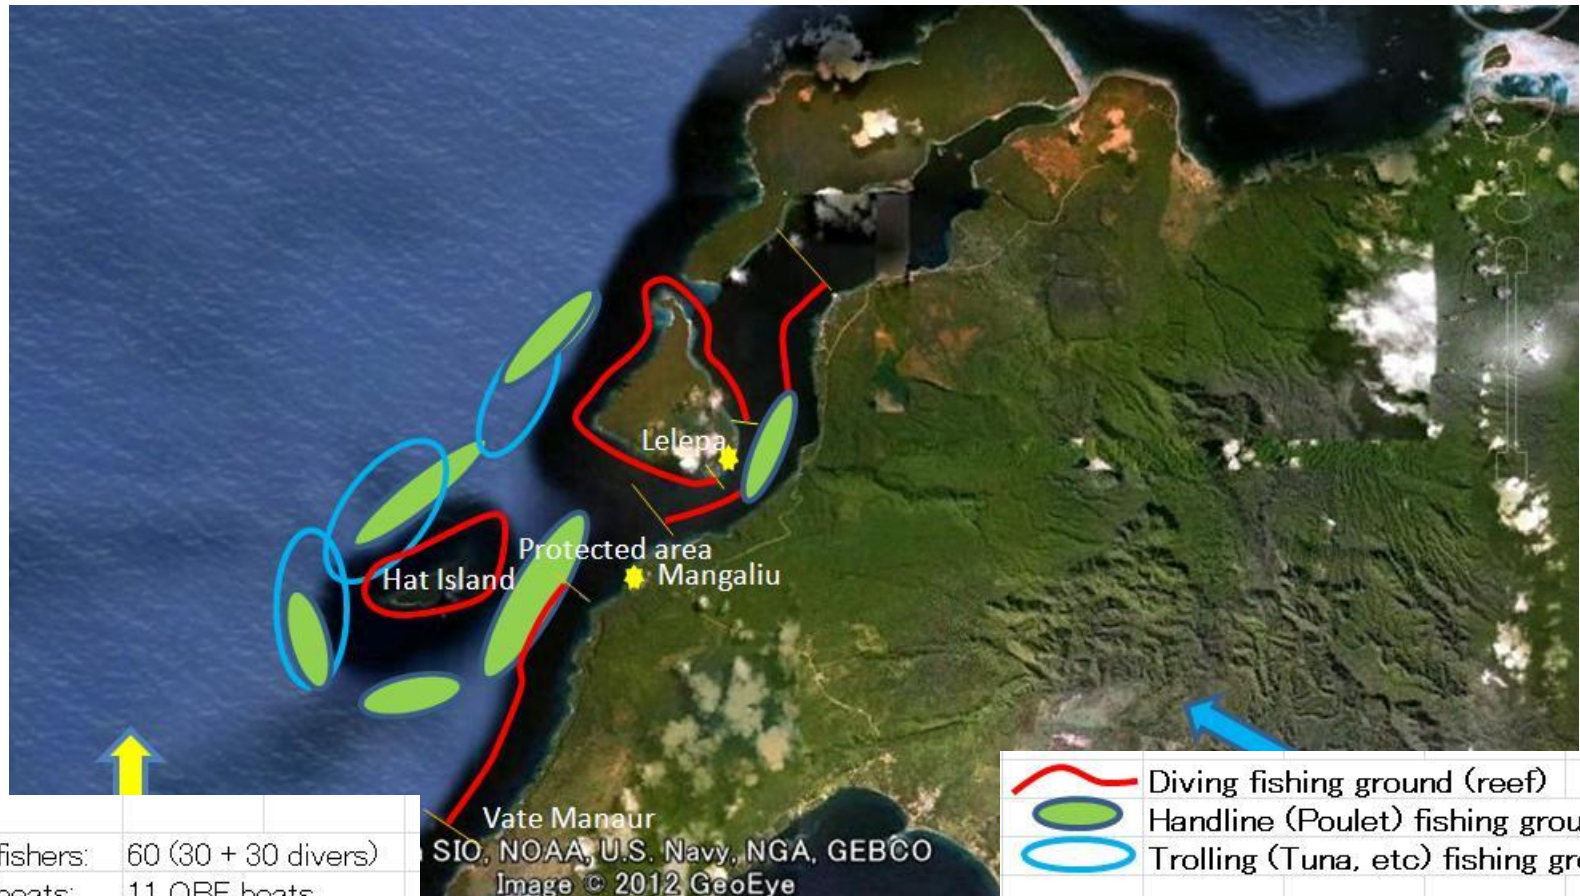 Lelepa
Protected area
Hat Island
Mangaliu
Vate Manaur
SIO, NOAA, U.S. Navy, NGA, GEBCO
Image © 2012 GeoEye
fishers: 60 (30 + 30 divers)
boats: 11 OBF boats
Diving fishing ground (reef)
Handline (Poulet) fishing grou
Trolling (Tuna, etc) fishing gr